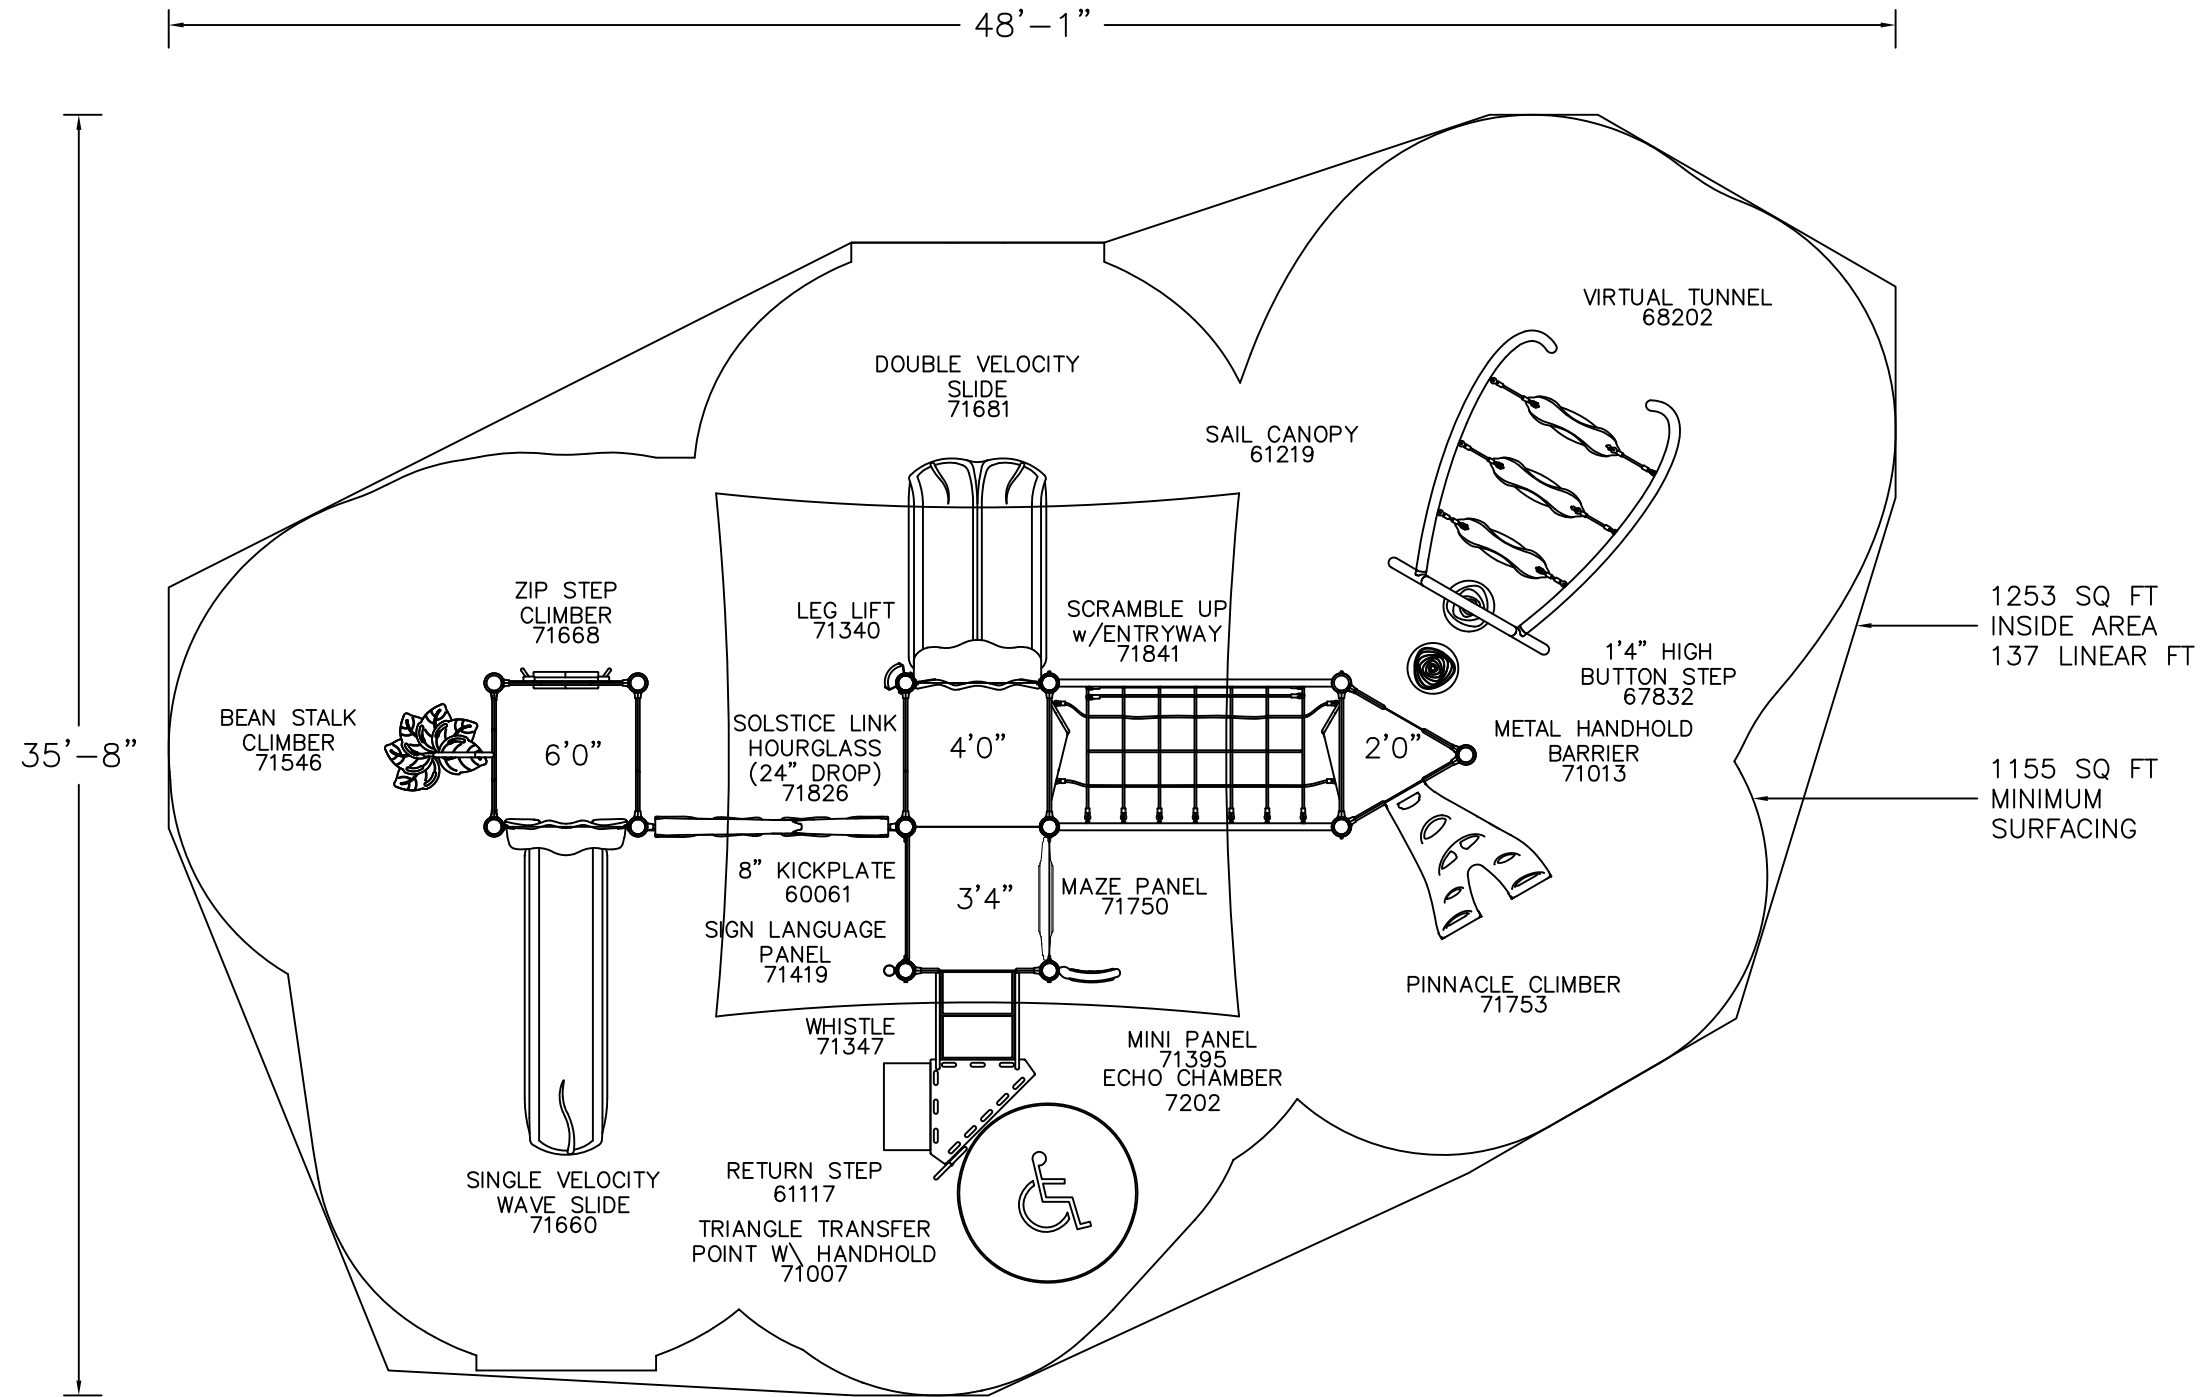 48'-1"
35'-8"
VIRTUAL TUNNEL
68202
DOUBLE VELOCITY
SLIDE
71681
SAIL CANOPY
61219
ZIP STEP
CLIMBER
71668
LEG LIFT
71340
SCRAMBLE UP
w/ENTRYWAY
71841
1253 SQ FT
INSIDE AREA
137 LINEAR FT
1'4" HIGH
BUTTON STEP
67832
BEAN STALK
CLIMBER
71546
6'0"
SOLSTICE LINK
HOURGLASS
(24" DROP)
71826
4'0"
2'0"
METAL HANDHOLD
BARRIER
71013
1155 SQ FT
MINIMUM
SURFACING
8" KICKPLATE
60061
3'4"
MAZE PANEL
71750
SIGN LANGUAGE
PANEL
71419
PINNACLE CLIMBER
71753
WHISTLE
71347
MINI PANEL
71395
ECHO CHAMBER
7202
SINGLE VELOCITY
WAVE SLIDE
71660
RETURN STEP
61117
TRIANGLE TRANSFER
POINT W\ HANDHOLD
71007